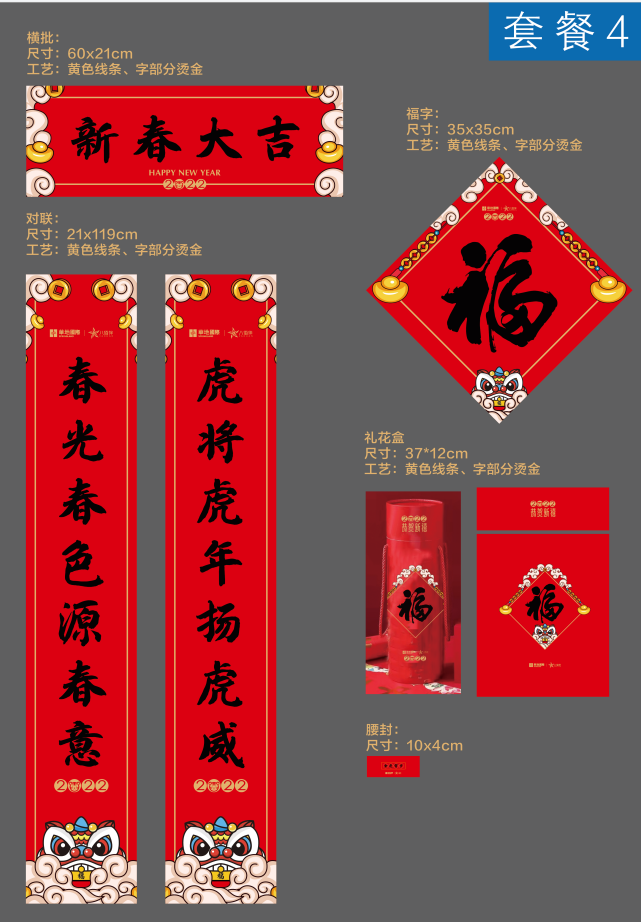 套餐4
横批：
尺寸：60x21cm
工艺：黄色线条、字部分烫金
新春大吉
HAPPY NEW YEAR
2022
对联：
尺寸：21x119cm
工艺：黄色线条、字部分烫金
春光春色源春意
2022
虎将虎年扬虎威
2022
福字：
尺寸：35x35cm
工艺：黄色线条、字部分烫金
2022
福
福
礼花盒
尺寸：37*12cm
工艺：黄色线条、字部分烫金
2022
恭贺新禧
福
2022
2022
恭贺新禧
福
腰封：
尺寸：10x4cm